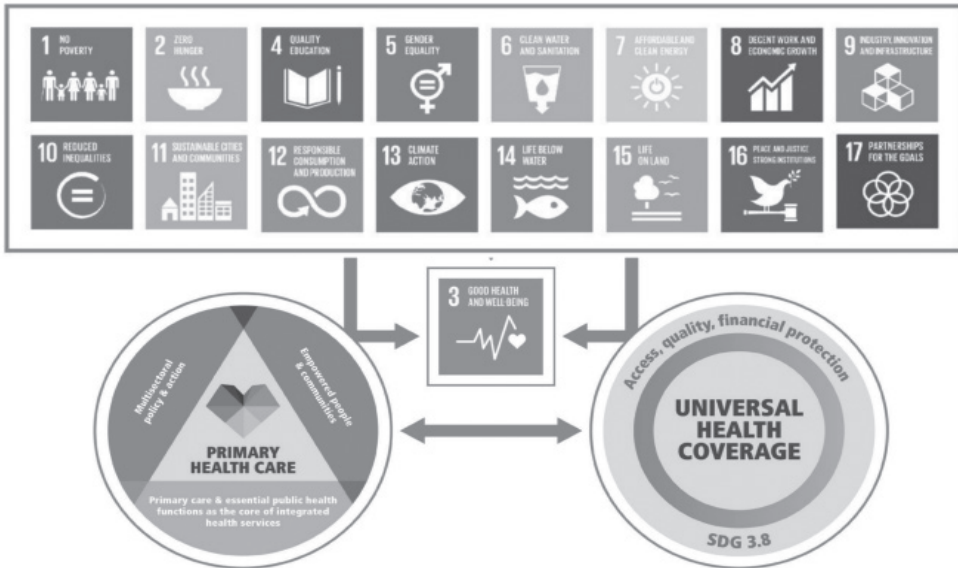 1 NO
POVERTY
2 ZERO
HUNGER
4 QUALITY
EDUCATION
5 GENDER
EQUALITY
6 CLEAN WATER
AND SANITATION
7 AFFORDABLE AND
CLEAN ENERGY
8 DECENT WORK AND
ECONOMIC GROWTH
9 INDUSTRY, INNOVATION
AND INFRASTRUCTURE
10 REDUCED
INEQUALITIES
11 SUSTAINABLE CITIES
AND COMMUNITIES
12 RESPONSIBLE
CONSUMPTION
AND PRODUCTION
13 CLIMATE
ACTION
14 LIFE BELOW
WATER
15 LIFE
ON LAND
16 PEACE AND JUSTICE
STRONG INSTITUTIONS
17 PARTNERSHIPS
FOR THE GOALS
3 GOOD HEALTH
AND WELL-BEING
Multisectoral
policy & action
Empowered people
& communities
PRIMARY
HEALTH CARE
Primary care & essential public health
functions as the core of integrated
health services
Access, quality, financial protection
UNIVERSAL
HEALTH
COVERAGE
SDG 3.8